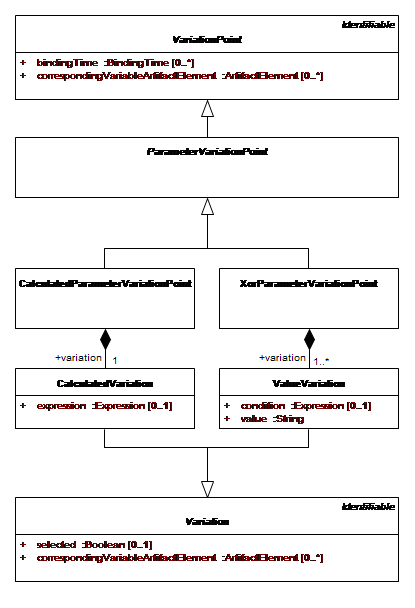 Identifiable
VariationPoint
+ bindingTime :BindingTime [0..*]
+ correspondingVariableArtifactElement :ArtifactElement [0..*]
ParameterVariationPoint
CalculatedParameterVariationPoint
XorParameterVariationPoint
+variation 1
+variation 1..*
CalculatedVariation
+ expression :Expression [0..1]
ValueVariation
+ condition :Expression [0..1]
+ value :String
Identifiable
Variation
+ selected :Boolean [0..1]
+ correspondingVariableArtifactElement :ArtifactElement [0..*]